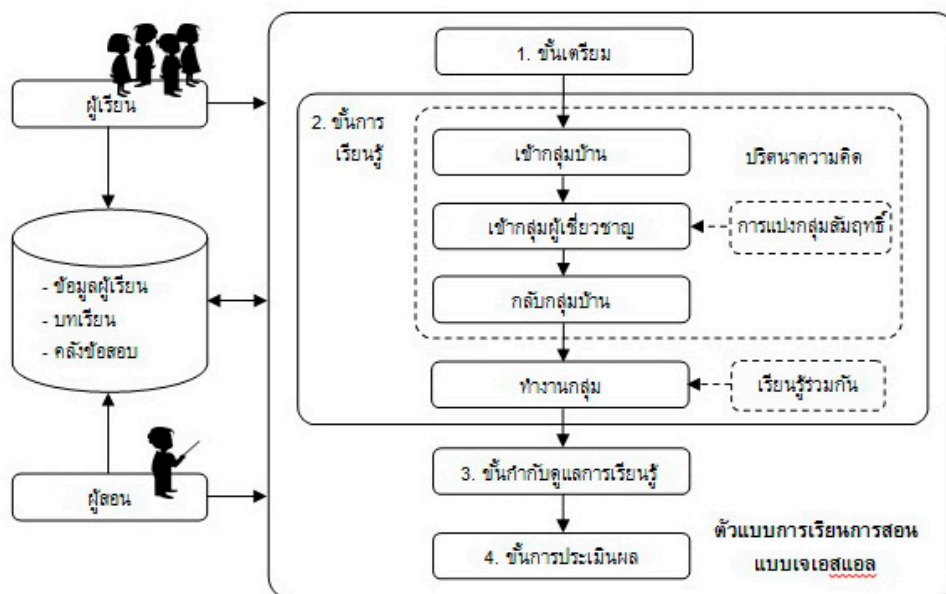 ผู้เรียน
- ข้อมูลผู้เรียน
- บทเรียน
- คลังข้อสอบ
ผู้สอน
1. ขั้นเตรียม
2. ขั้นการ
เรียนรู้
เข้ากลุ่มบ้าน
ปริศนาความคิด
เข้ากลุ่มผู้เชี่ยวชาญ
การแบ่งกลุ่มสัมฤทธิ์
กลับกลุ่มบ้าน
ทำงานกลุ่ม
เรียนรู้ร่วมกัน
3. ขั้นกำกับดูแลการเรียนรู้
4. ขั้นการประเมินผล
ตัวแบบการเรียนการสอน
แบบเจเอสแอล